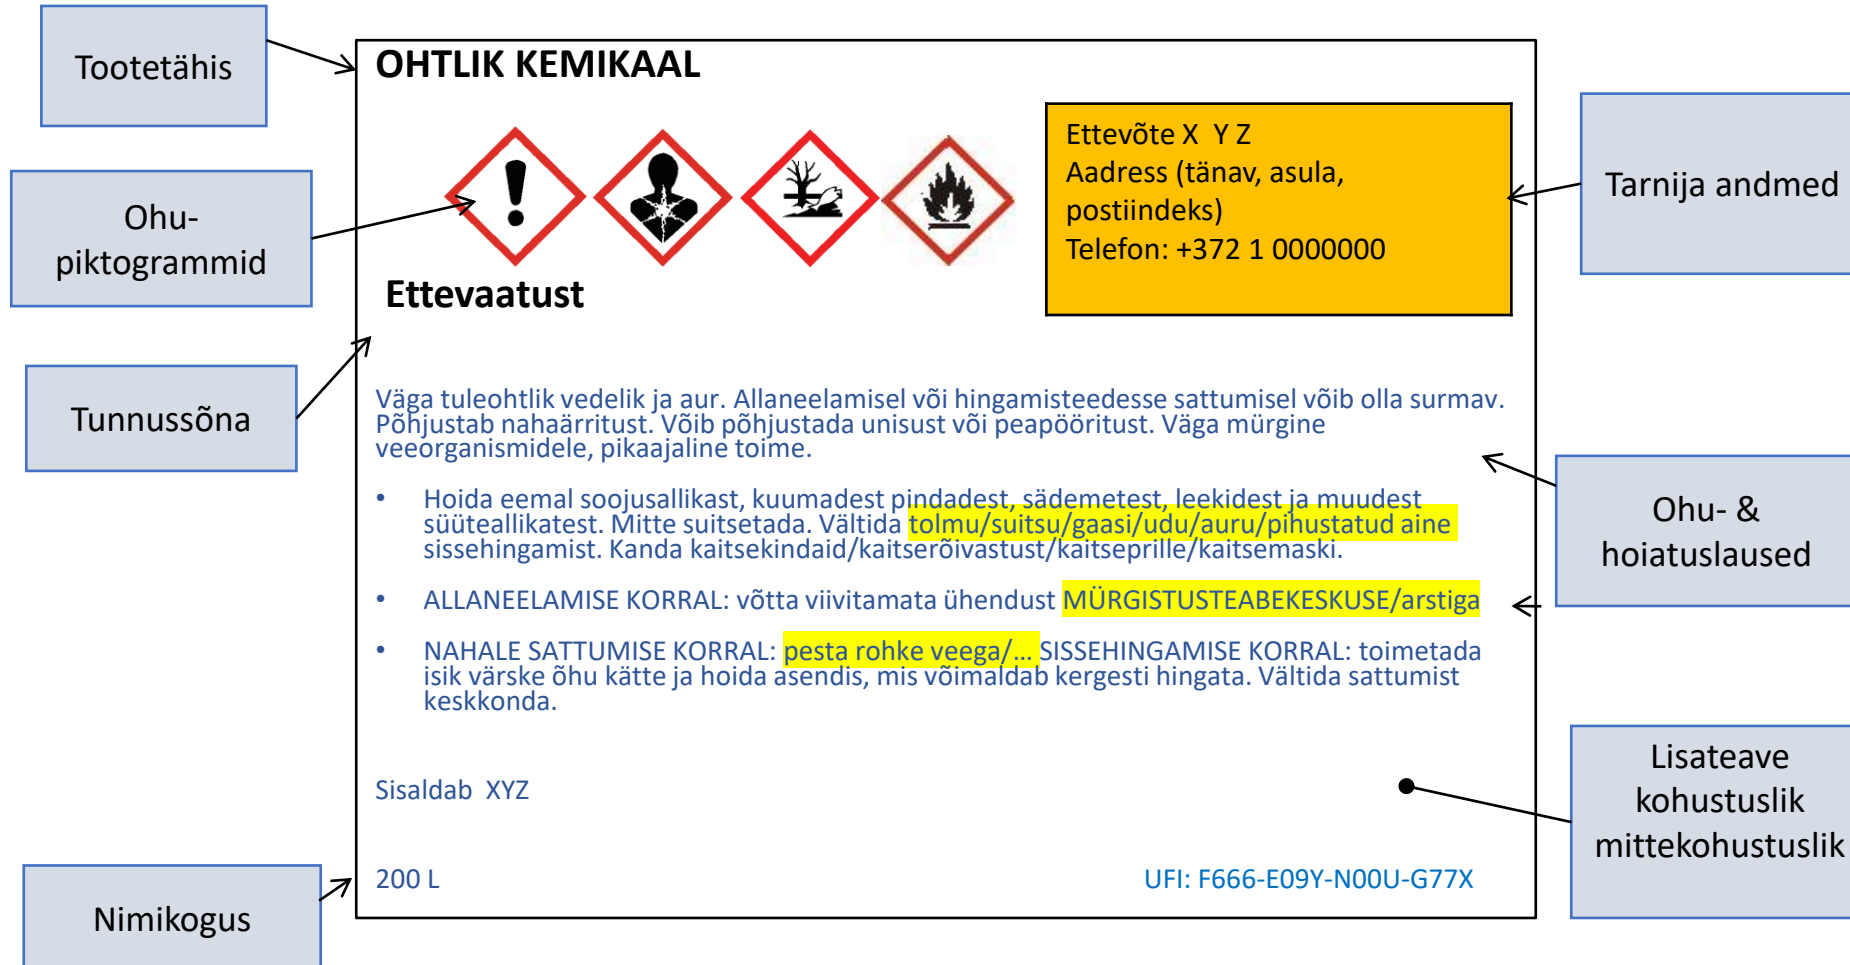 Tootetähis
OHTLIK KEMIKAAL
Ohu-
piktogrammid
Ettevõte X  Y Z
Aadress (tänav, asula,
postiindeks)
Telefon: +372 1 0000000
Tarnija andmed
Ettevaatust
Tunnussõna
Väga tuleohtlik vedelik ja aur. Allaneelamisel või hingamisteedesse sattumisel võib olla surmav.
Põhjustab nahaärritust. Võib põhjustada unisust või peapööritust. Väga mürgine
veeorganismidele, pikaajaline toime.
Ohu- &
hoiatuslaused
• Hoida eemal soojusallikast, kuumadest pindadest, sädemetest, leekidest ja muudest
süüteallikatest. Mitte suitsetada. Vältida tolmu/suitsu/gaasi/udu/auru/pihustatud aine
sissehingamist. Kanda kaitsekindaid/kaitserõivastust/kaitseprille/kaitsemaski.
• ALLANEELAMISE KORRAL: võtta viivitamata ühendust MÜRGISTUSTEABEKESKUSE/arstiga
• NAHALE SATTUMISE KORRAL: pesta rohke veega/... SISSEHINGAMISE KORRAL: toimetada
isik värske õhu kätte ja hoida asendis, mis võimaldab kergesti hingata. Vältida sattumist
keskkonda.
Sisaldab  XYZ
Lisateave
kohustuslik
mittekohustuslik
200 L
UFI: F666-E09Y-N00U-G77X
Nimikogus